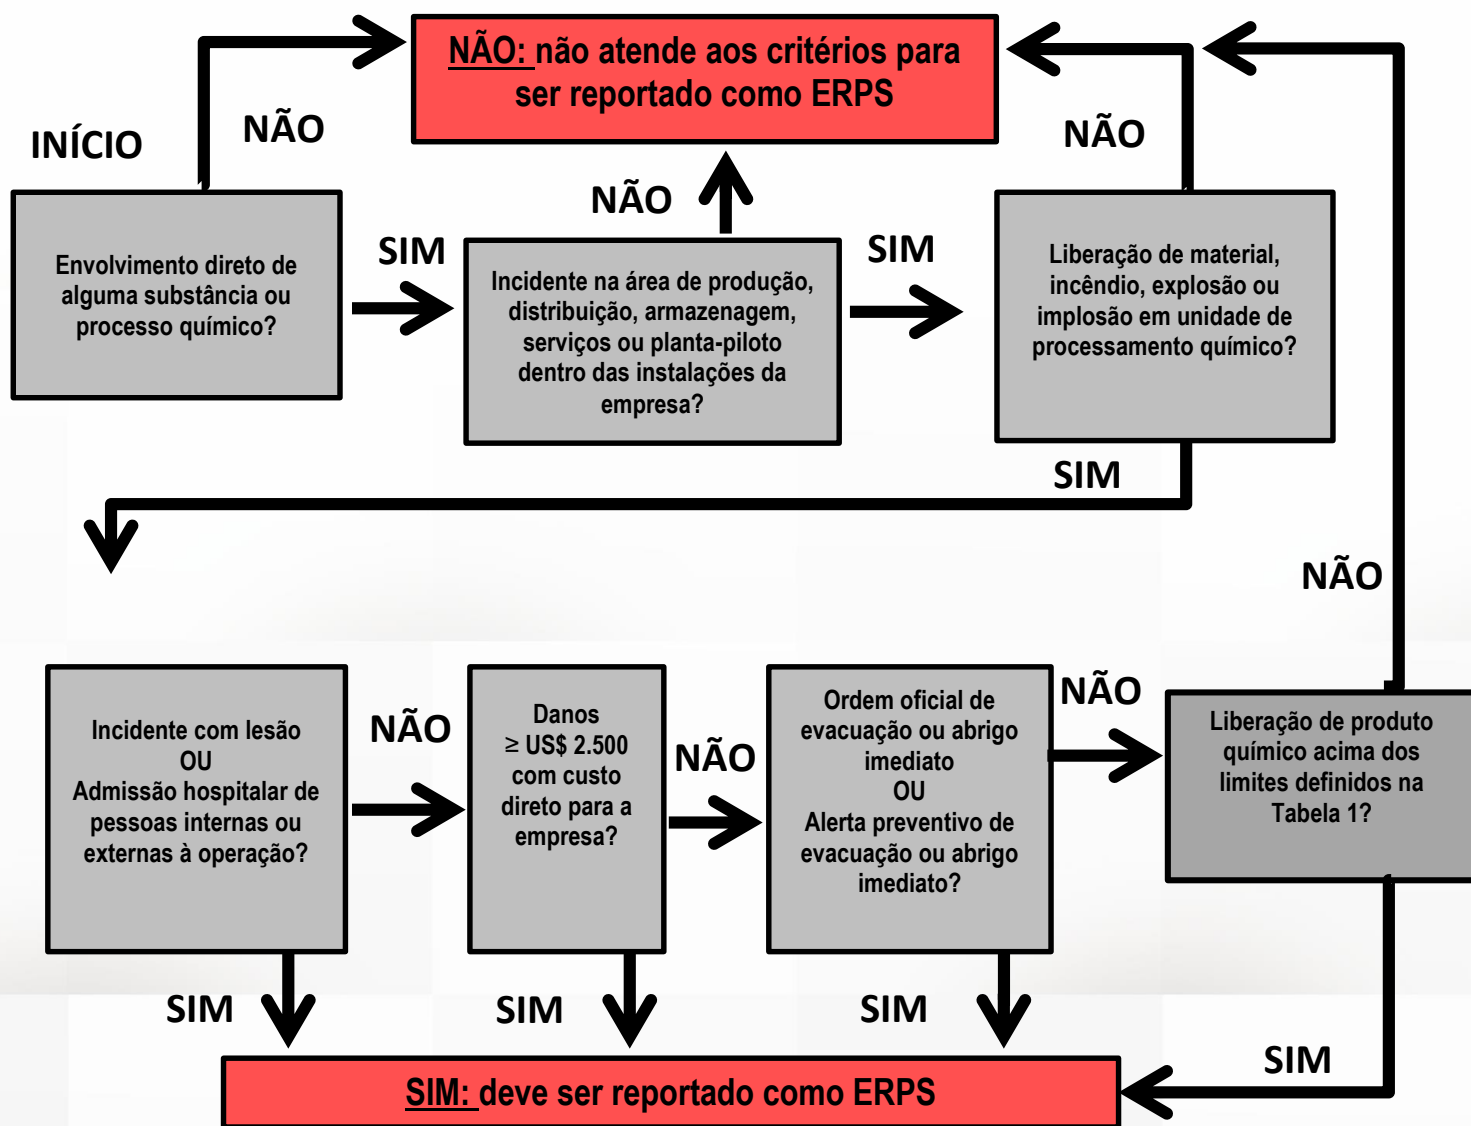 NÃO: não atende aos critérios para
ser reportado como ERPS
INÍCIO
NÃO
NÃO
NÃO
Envolvimento direto de
alguma substância ou
processo químico?
SIM
Incidente na área de produção,
distribuição, armazenagem,
serviços ou planta-piloto
dentro das instalações da
empresa?
SIM
Liberação de material,
incêndio, explosão ou
implosão em unidade de
processamento químico?
SIM
NÃO
Incidente com lesão
OU
Admissão hospitalar de
pessoas internas ou
externas à operação?
NÃO
Danos
≥ US$ 2.500
com custo
direto para a
empresa?
NÃO
Ordem oficial de
evacuação ou abrigo
imediato
OU
Alerta preventivo de
evacuação ou abrigo
imediato?
NÃO
Liberação de produto
químico acima dos
limites definidos na
Tabela 1?
SIM
SIM
SIM
SIM
SIM: deve ser reportado como ERPS